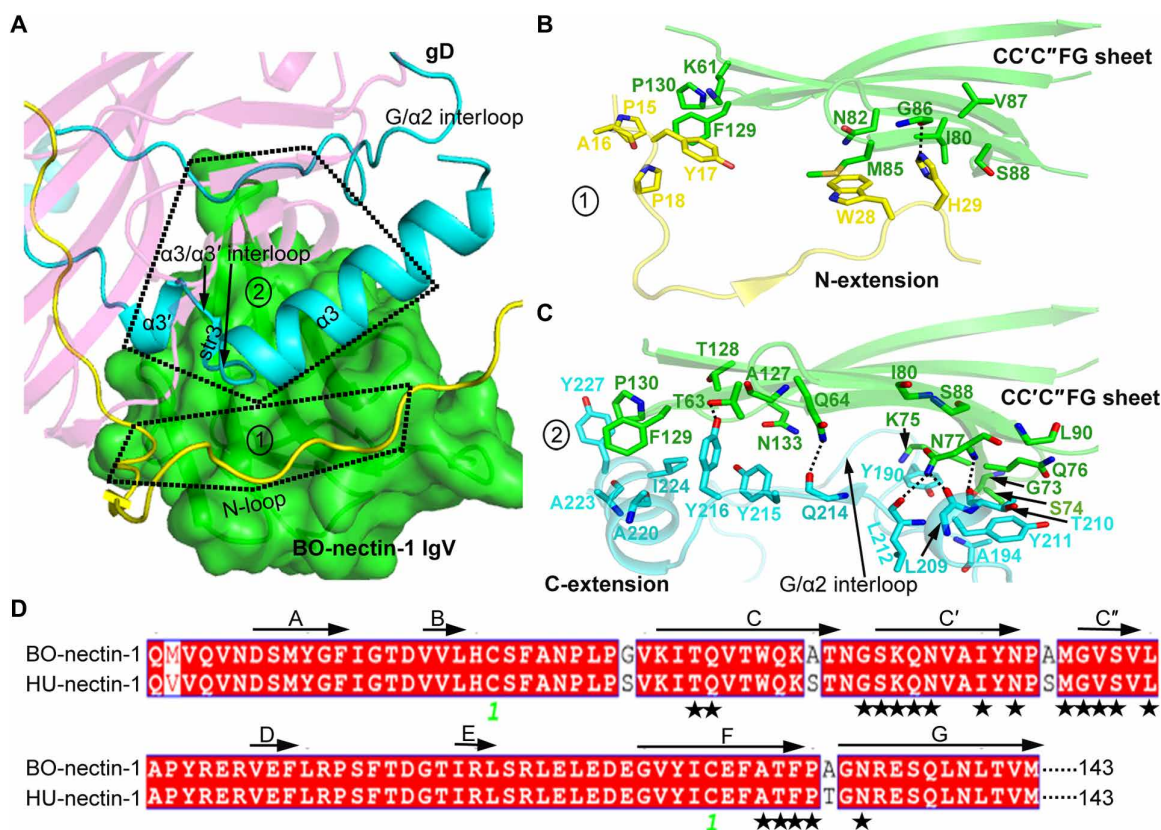 A
gD
G/α2 interloop
α3/α3′ interloop
2
α3′
str3
α3
1
N-loop
BO-nectin-1 IgV
B
CC′C″FG sheet
K61
P130
P15
F129
A16
Y17
P18
1
N82
G86
V87
I80
M85
S88
W28
H29
N-extension
C
T128
A127
Y227
P130
T63
Q64
I80
S88
CC′C″FG sheet
2
F129
N133
K75
N77
L90
Y190
Q76
G73
S74
I224
A223
A220
Y216
Y215
Q214
L212
T210
Y211
A194
L209
C-extension
G/α2 interloop
D
A B C C′ C″
BO-nectin-1 QMVQVNDSMYGFIGTDVVLHCSFANPLPGVKITQVTWQKATNGSKQNVAIYNPAMGVSVL
HU-nectin-1 QVVQVNDSMYGFIGTDVVLHCSFANPLPSVKITQVTWQKSTNGSKQNVAIYNPSMGVSVL
1 ★★ ★★★★★ ★ ★ ★★★★ ★
D E F G
BO-nectin-1 APYRERVEFLRPSFTDGTIRLSRLELEDEGVYICEFATFPAGNRESQLNLTVM······143
HU-nectin-1 APYRERVEFLRPSFTDGTIRLSRLELEDEGVYICEFATFPTGNRESQLNLTVM······143
1 ★★★★ ★